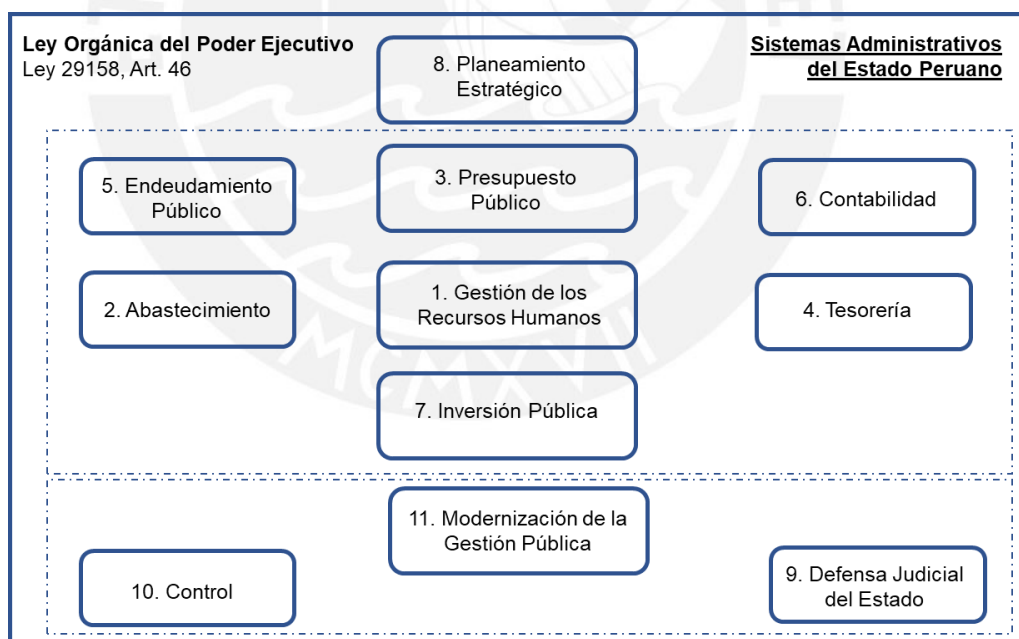 Ley Orgánica del Poder Ejecutivo
Ley 29158, Art. 46
Sistemas Administrativos
del Estado Peruano
8. Planeamiento
Estratégico
5. Endeudamiento
Público
3. Presupuesto
Público
6. Contabilidad
2. Abastecimiento
1. Gestión de los
Recursos Humanos
4. Tesorería
7. Inversión Pública
11. Modernización de la
Gestión Pública
10. Control
9. Defensa Judicial
del Estado
MCMXVII